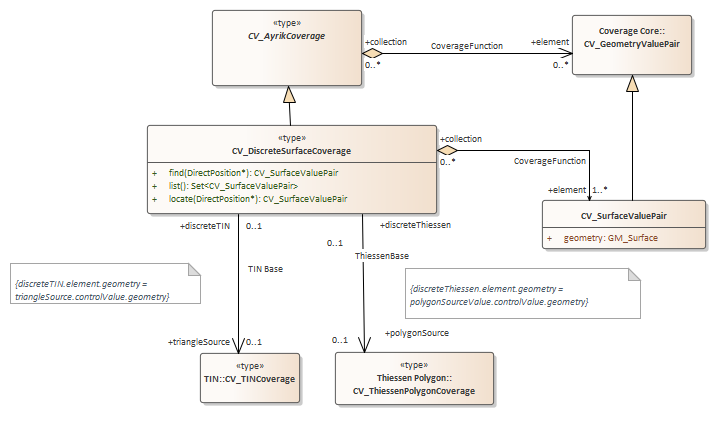 «type»
CV_AyrikCoverage
Coverage Core::
CV_GeometryValuePair
+collection
CoverageFunction
+element
0..*
0..*
«type»
CV_DiscreteSurfaceCoverage
+ find(DirectPosition*): CV_SurfaceValuePair
+ list(): Set<CV_SurfaceValuePair>
+ locate(DirectPosition*): CV_SurfaceValuePair
+collection
0..*
CoverageFunction
+element
1..*
CV_SurfaceValuePair
+ geometry: GM_Surface
+discreteTIN
0..1
+discreteThiessen
0..1
ThiessenBase
TIN Base
{discreteTIN.element.geometry =
triangleSource.controlValue.geometry}
{discreteThiessen.element.geometry =
polygonSourceValue.controlValue.geometry}
+triangleSource
0..1
0..1
+polygonSource
«type»
TIN::CV_TINCoverage
«type»
Thiessen Polygon::
CV_ThiessenPolygonCoverage